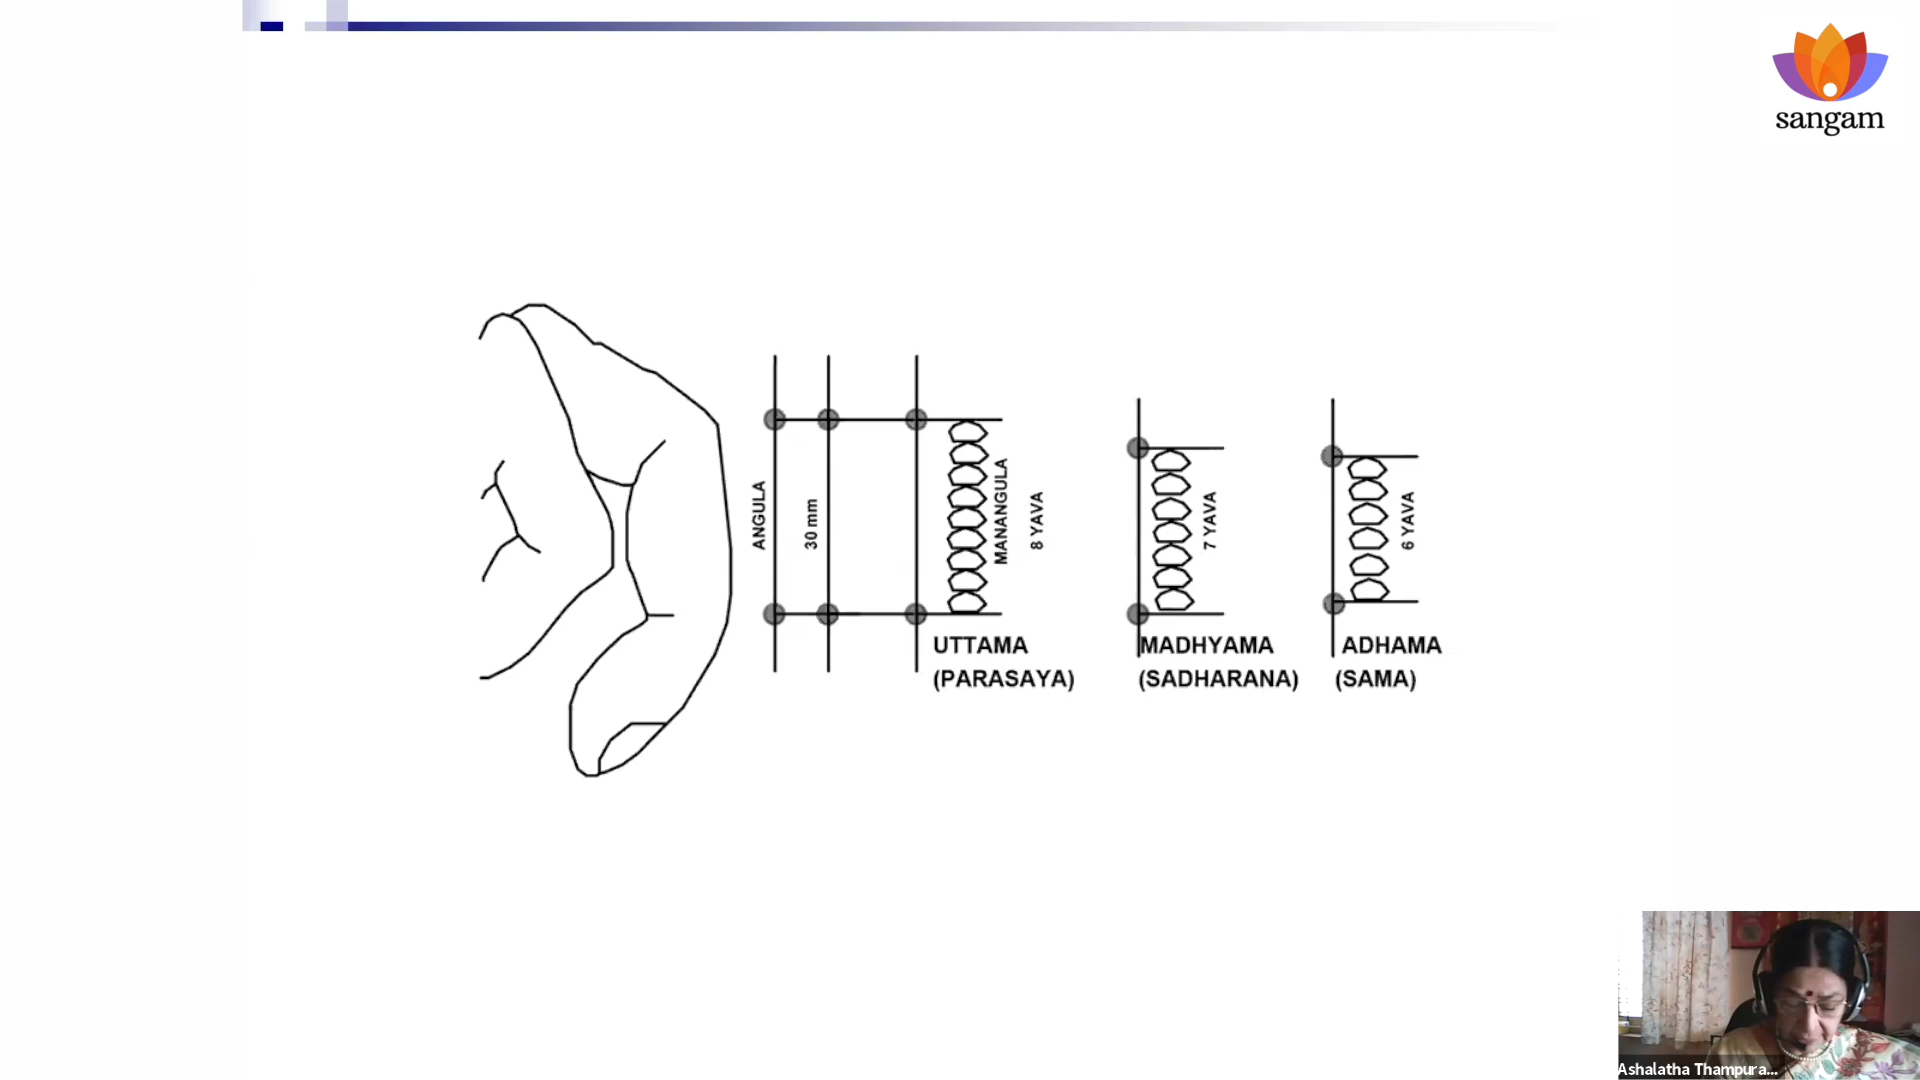 sangam
ANGULA
30 mm
MANANGULA
8 YAVA
7 YAVA
6 YAVA
UTTAMA
(PARASAYA)
MADHYAMA
(SADHARANA)
ADHAMA
(SAMA)
Ashalatha Thampura...